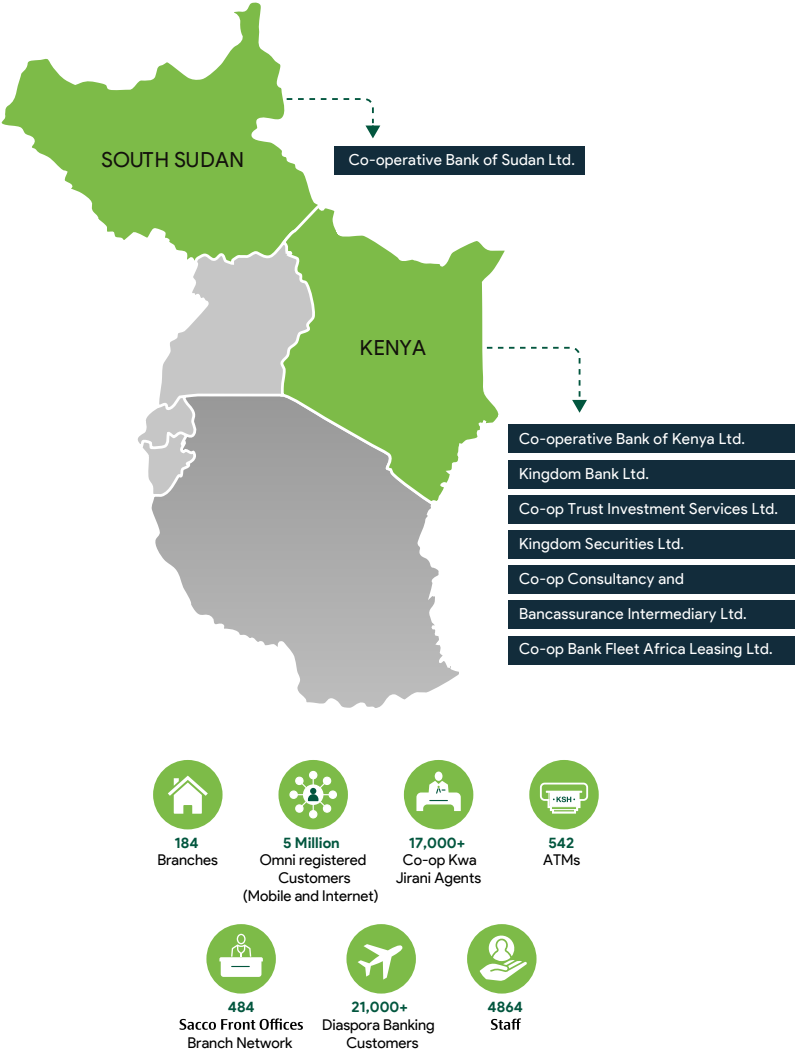 SOUTH SUDAN
Co-operative Bank of Sudan Ltd.
KENYA
Co-operative Bank of Kenya Ltd.
Kingdom Bank Ltd.
Co-op Trust Investment Services Ltd.
Kingdom Securities Ltd.
Co-op Consultancy and
Bancassurance Intermediary Ltd.
Co-op Bank Fleet Africa Leasing Ltd.
184
Branches
5 Million
Omni registered
Customers
(Mobile and Internet)
A-
17,000+
Co-op Kwa
Jirani Agents
·KSH·
542
ATMs
484
Sacco Front Offices
Branch Network
21,000+
Diaspora Banking
Customers
4864
Staff